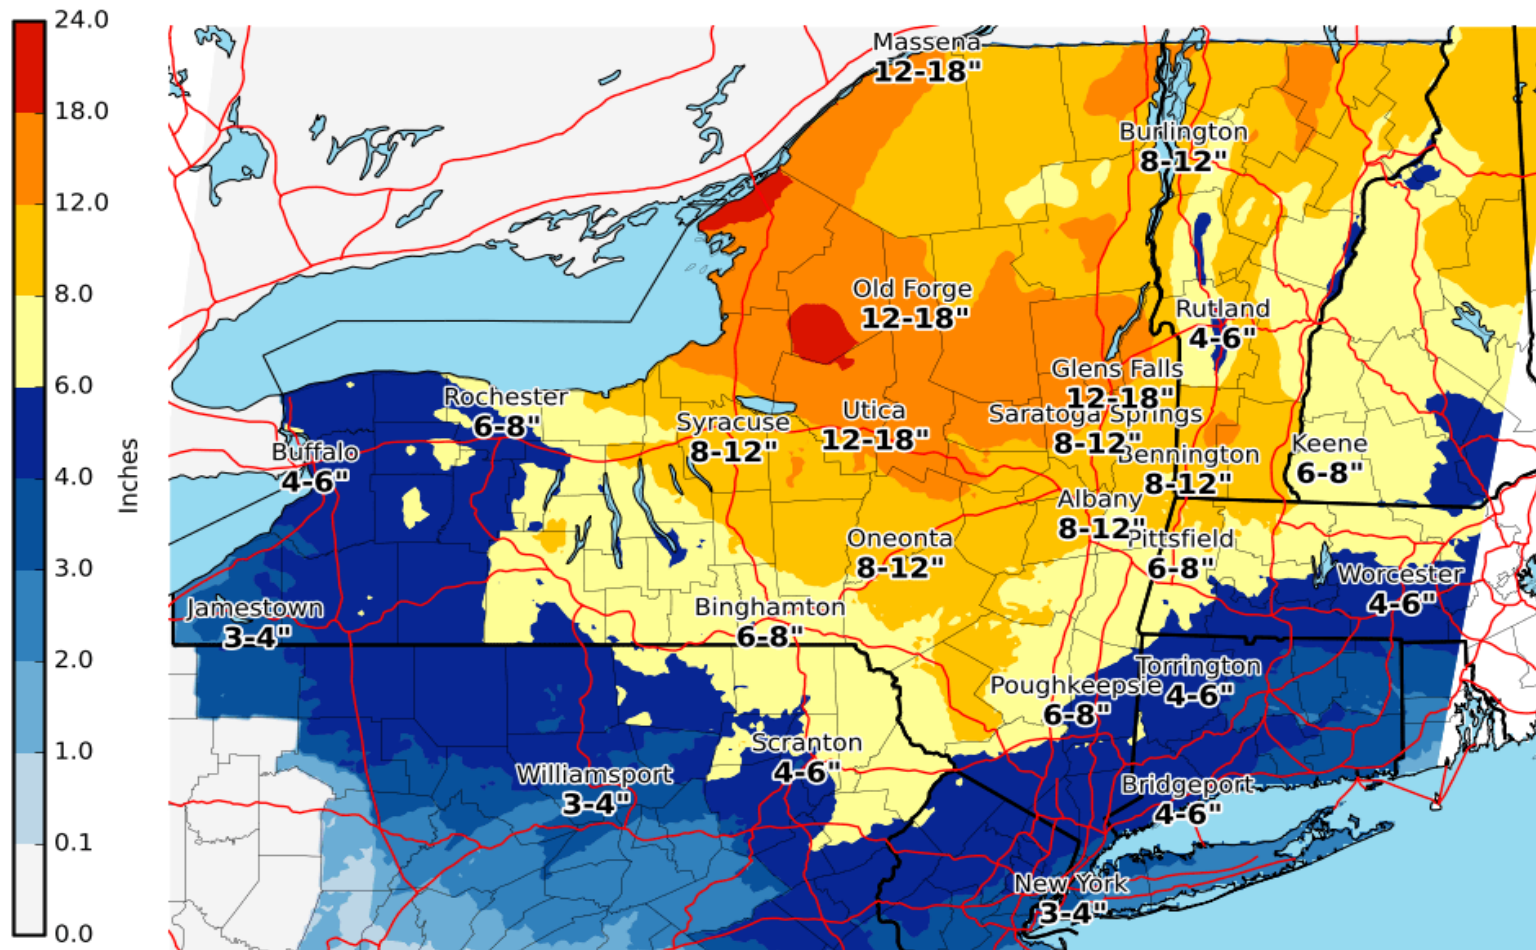 24.0
18.0
12.0
8.0
6.0
4.0
3.0
2.0
1.0
0.1
0.0
Inches
Massena
12-18"
Burlington
8-12"
Old Forge
12-18"
Rutland
4-6"
Glens Falls
12-18"
Rochester
6-8"
Syracuse
8-12"
Utica
12-18"
Saratoga Springs
8-12"
Buffalo
4-6"
Bennington
8-12"
Keene
6-8"
Albany
8-12"
Oneonta
8-12"
Pittsfield
6-8"
Worcester
4-6"
Jamestown
3-4"
Binghamton
6-8"
Torrington
4-6"
Poughkeepsie
6-8"
Scranton
4-6"
Williamsport
3-4"
Bridgeport
4-6"
New York
3-4"